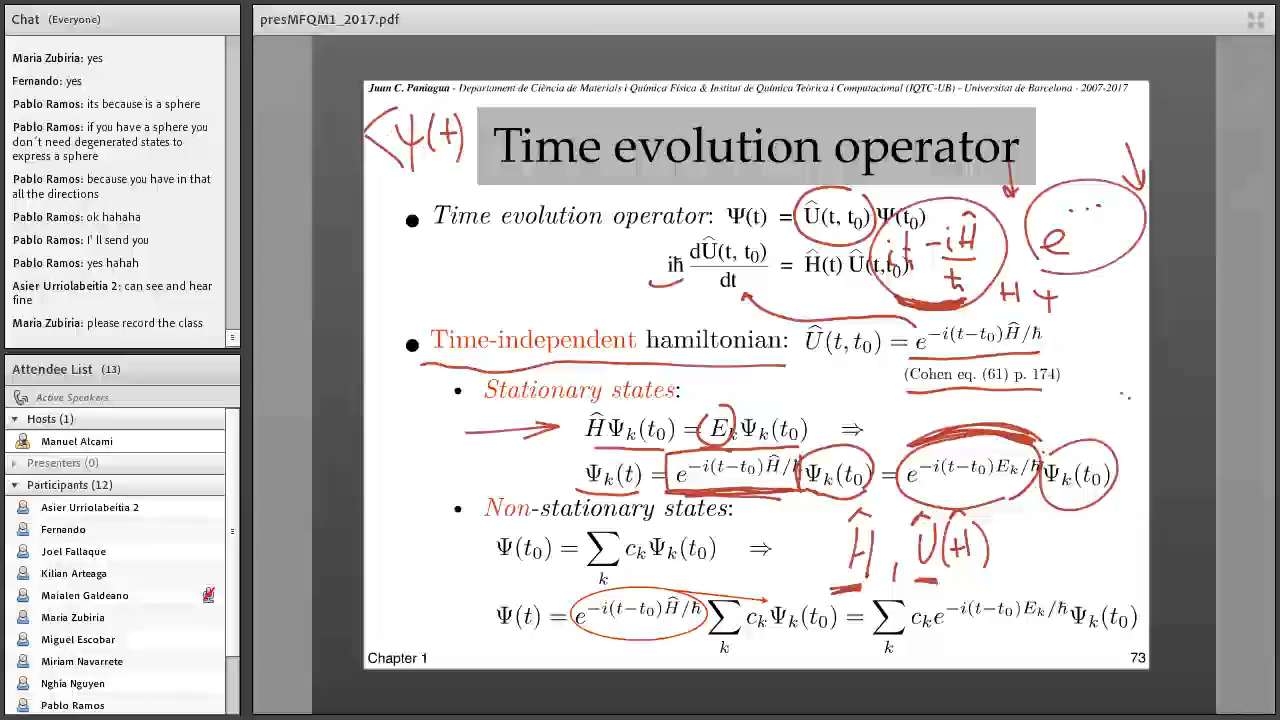 Chat (Everyone)
Maria Zubiria: yes
Fernando: yes
Pablo Ramos: its because is a sphere
Pablo Ramos: if you have a sphere you
don´t need degenerated states to
express a sphere
Pablo Ramos: because you have in that
all the directions
Pablo Ramos: ok hahaha
Pablo Ramos: I´ll send you
Pablo Ramos: yes hahah
Asier Urriolabeitia 2: can see and hear
fine
Maria Zubiria: please record the class
Attendee List (13)
Active Speakers
Hosts (1)
Manuel Alcami
Presenters (0)
Participants (12)
Asier Urriolabeitia 2
Fernando
Joel Fallaque
Kilian Arteaga
Maialen Galdeano
Maria Zubiria
Miguel Escobar
Miriam Navarrete
Nghĩa Nguyen
Pablo Ramos
presMFQM1_2017.pdf
Juan C. Paniagua - Departament de Ciència de Materials i Química Física & Institut de Química Teòrica i Computacional (IQTC-UB) – Universitat de Barcelona - 2007-2017
Ψ(t)
Time evolution operator
● Time evolution operator: Ψ(t) = Û(t, t₀) Ψ(t₀)
iħ dÛ(t, t₀)/dt = Ĥ(t) Û(t,t₀)
-iĤ/ħ
e...
H Ψ
● Time-independent hamiltonian: Û(t, t₀) = e^{−i(t−t₀)Ĥ/ħ}
(Cohen eq. (61) p. 174)
• Stationary states:
ĤΨₖ(t₀) = EₖΨₖ(t₀) ⇒
Ψₖ(t) = e^{−i(t−t₀)Ĥ/ħ} Ψₖ(t₀) = e^{−i(t−t₀)Eₖ/ħ} Ψₖ(t₀)
• Non-stationary states:
Ψ(t₀) = ∑ₖ cₖΨₖ(t₀) ⇒
Ĥ , Û(Ĥ)
Ψ(t) = e^{−i(t−t₀)Ĥ/ħ} ∑ₖ cₖΨₖ(t₀) = ∑ₖ cₖe^{−i(t−t₀)Eₖ/ħ}Ψₖ(t₀)
Chapter 1
73